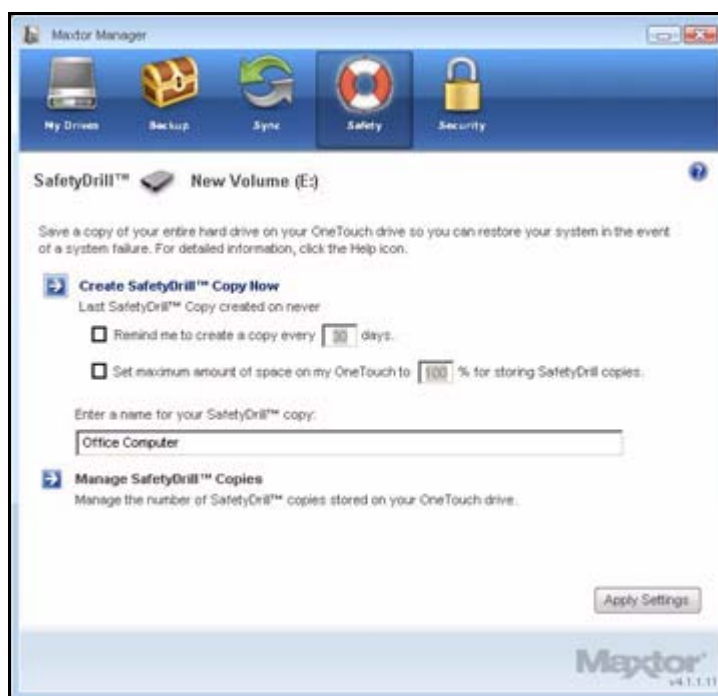 Maxtor Manager
My Drives
Backup
Sync
Safety
Security
SafetyDrill™ New Volume (E:)
Save a copy of your entire hard drive on your OneTouch drive so you can restore your system in the event
of a system failure. For detailed information, click the Help icon.
Create SafetyDrill™ Copy Now
Last SafetyDrill™ Copy created on never
Remind me to create a copy every 30 days.
Set maximum amount of space on my OneTouch to 100 % for storing SafetyDrill copies.
Enter a name for your SafetyDrill™ copy:
Office Computer
Manage SafetyDrill™ Copies
Manage the number of SafetyDrill™ copies stored on your OneTouch drive.
Apply Settings
Maxtor
v4.1.1.11